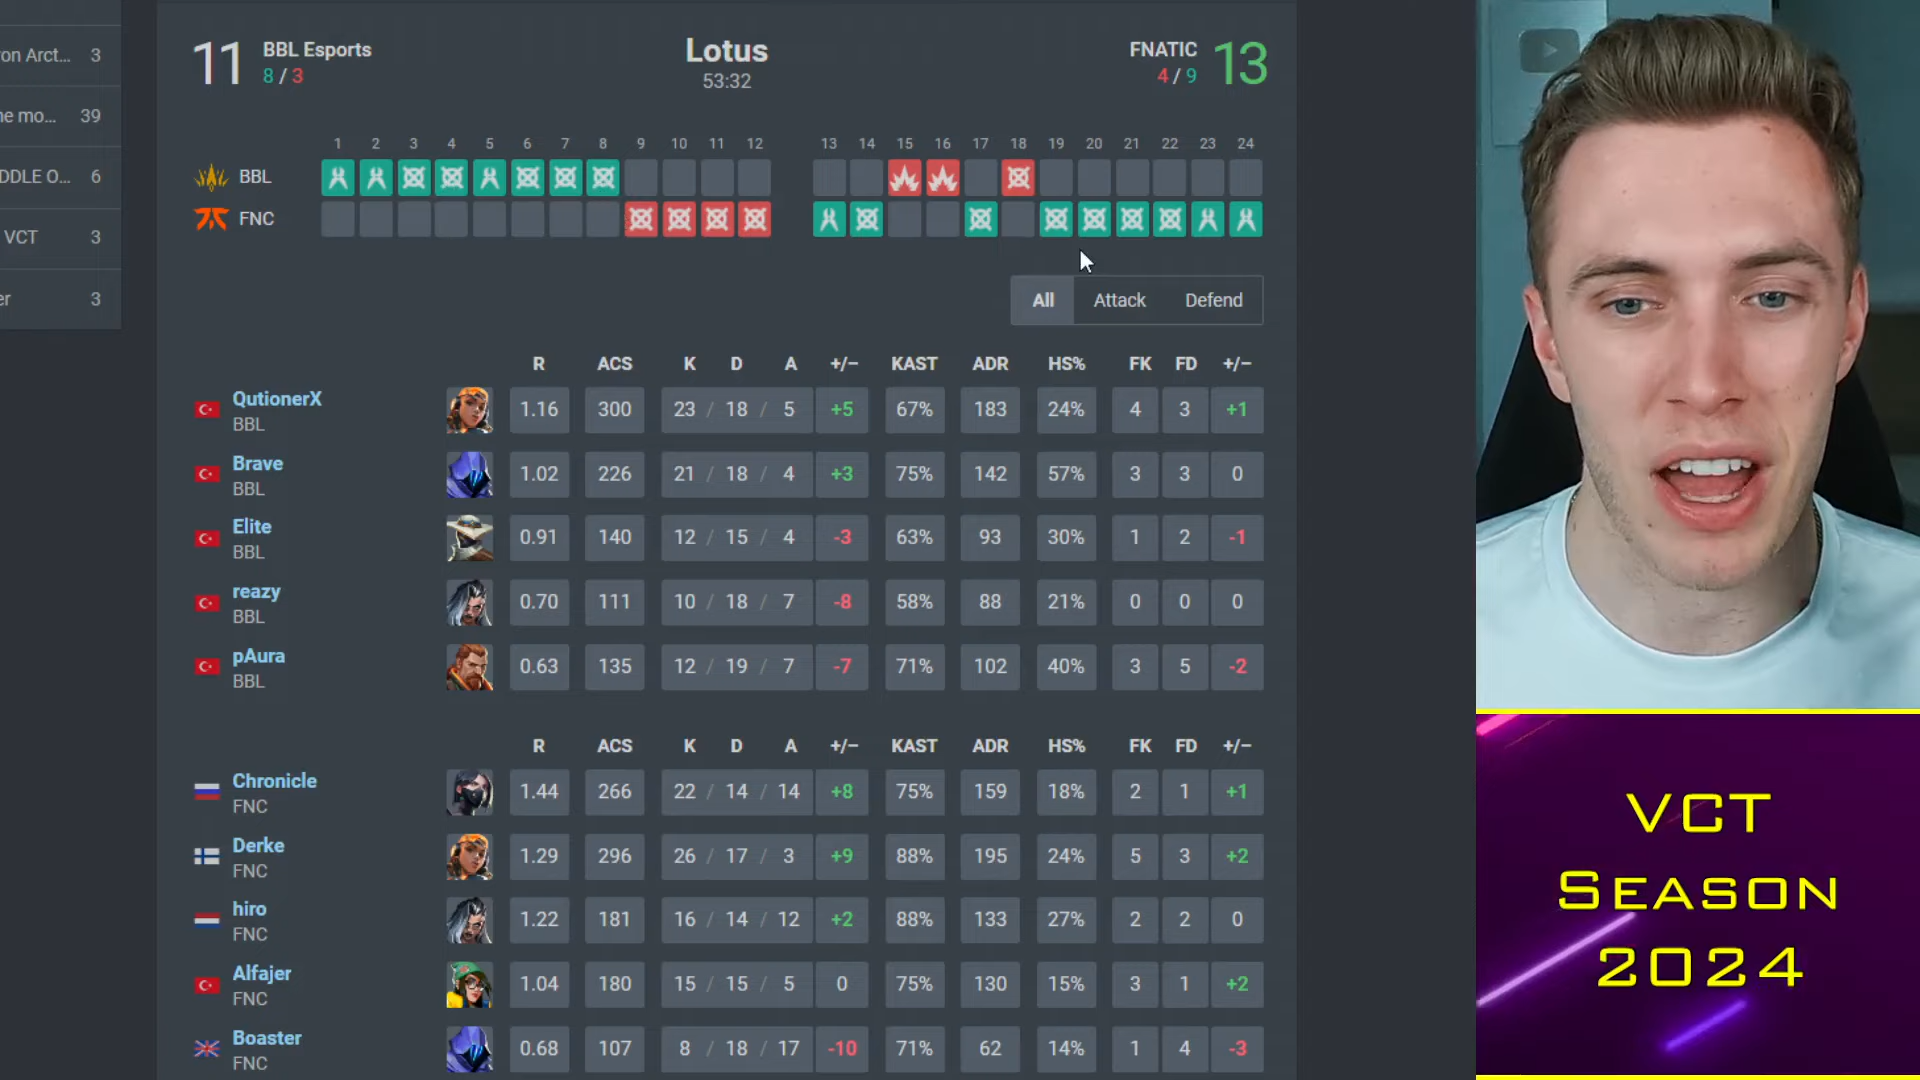 on Arct... 3
ne mo... 39
DDLE O... 6
VCT 3
er 3
11 BBL Esports 8 / 3
Lotus
53:32
FNATIC 4 / 9 13
1 2 3 4 5 6 7 8 9 10 11 12 13 14 15 16 17 18 19 20 21 22 23 24
BBL
FNC
All Attack Defend
R ACS K D A +/– KAST ADR HS% FK FD +/–
QutionerX BBL 1.16 300 23 / 18 / 5 +5 67% 183 24% 4 3 +1
Brave BBL 1.02 226 21 / 18 / 4 +3 75% 142 57% 3 3 0
Elite BBL 0.91 140 12 / 15 / 4 -3 63% 93 30% 1 2 -1
reazy BBL 0.70 111 10 / 18 / 7 -8 58% 88 21% 0 0 0
pAura BBL 0.63 135 12 / 19 / 7 -7 71% 102 40% 3 5 -2
R ACS K D A +/– KAST ADR HS% FK FD +/–
Chronicle FNC 1.44 266 22 / 14 / 14 +8 75% 159 18% 2 1 +1
Derke FNC 1.29 296 26 / 17 / 3 +9 88% 195 24% 5 3 +2
hiro FNC 1.22 181 16 / 14 / 12 +2 88% 133 27% 2 2 0
Alfajer FNC 1.04 180 15 / 15 / 5 0 75% 130 15% 3 1 +2
Boaster FNC 0.68 107 8 / 18 / 17 -10 71% 62 14% 1 4 -3
VCT
SEASON
2024